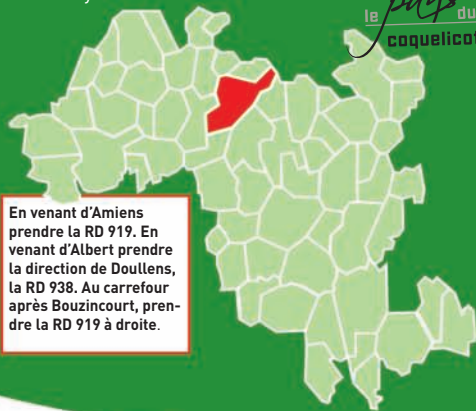 le pays du
coquelicot
En venant d'Amiens
prendre la RD 919. En
venant d'Albert prendre
la direction de Doullens,
la RD 938. Au carrefour
après Bouzincourt, pren-
dre la RD 919 à droite.